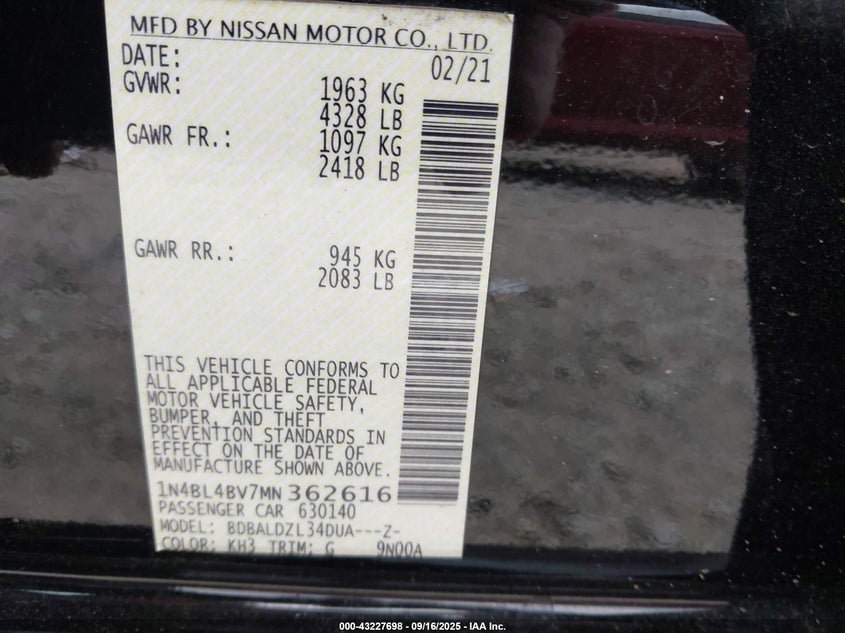 MFD BY NISSAN MOTOR CO., LTD.
DATE: 02/21
GVWR: 1963 KG
4328 LB
GAWR FR.: 1097 KG
2418 LB
GAWR RR.: 945 KG
2083 LB
THIS VEHICLE CONFORMS TO
ALL APPLICABLE FEDERAL
MOTOR VEHICLE SAFETY,
BUMPER, AND THEFT
PREVENTION STANDARDS IN
EFFECT ON THE DATE OF
MANUFACTURE SHOWN ABOVE.
1N4BL4BV7MN 362616
PASSENGER CAR 630140
MODEL: BDBALDZL34DUA---Z-
COLOR: KH3 TRIM: G 9N00A
000-43227698 - 09/16/2025 - IAA Inc.